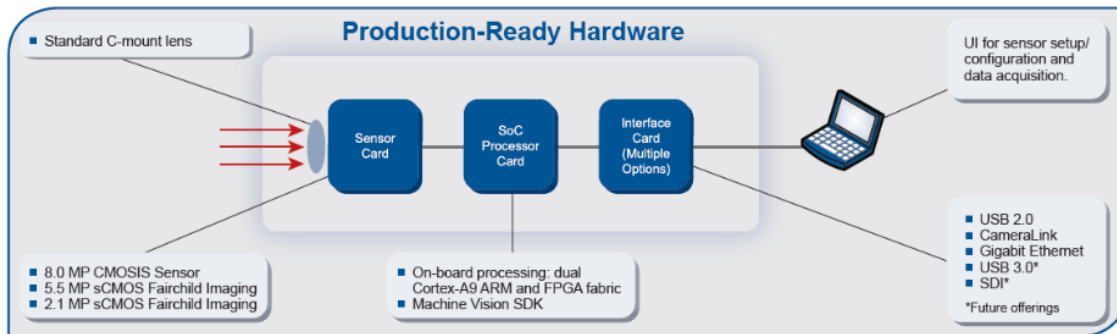 Production-Ready Hardware
Standard C-mount lens
UI for sensor setup/
configuration and
data acquisition.
Sensor
Card
SoC
Processor
Card
Interface
Card
(Multiple
Options)
8.0 MP CMOSIS Sensor
5.5 MP sCMOS Fairchild Imaging
2.1 MP sCMOS Fairchild Imaging
On-board processing: dual
Cortex-A9 ARM and FPGA fabric
Machine Vision SDK
USB 2.0
CameraLink
Gigabit Ethernet
USB 3.0*
SDI*
*Future offerings